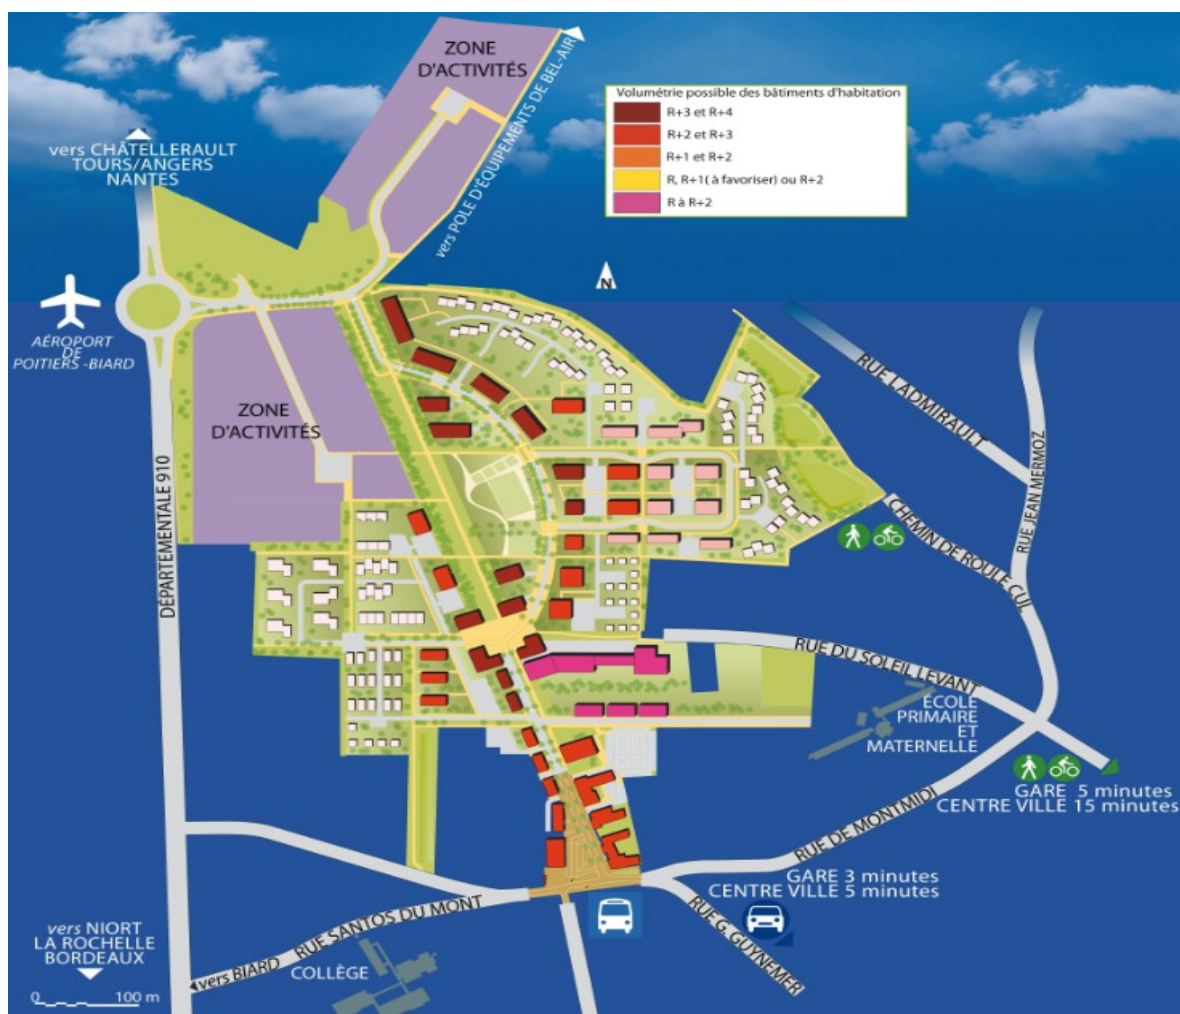 ZONE
D'ACTIVITÉS
vers POLE D'ÉQUIPEMENTS DE BEL-AIR
Volumétrie possible des bâtiments d'habitation
R+3 et R+4
R+2 et R+3
R+1 et R+2
R, R+1( à favoriser) ou R+2
R à R+2
vers CHÂTELLERAULT
TOURS/ANGERS
NANTES
N
AÉROPORT
DE
POITIERS -BIARD
ZONE
D'ACTIVITÉS
DÉPARTEMENTALE 910
RUE LADMIRAULT
RUE JEAN MERMOZ
CHEMIN DE ROULE CUL
RUE DU SOLEIL LEVANT
ÉCOLE
PRIMAIRE
ET
MATERNELLE
GARE 5 minutes
CENTRE VILLE 15 minutes
RUE DE MONTMIDI
GARE 3 minutes
CENTRE VILLE 5 minutes
RUE G. GUYNEMER
RUE SANTOS DU MONT
vers BIARD
COLLÈGE
vers NIORT
LA ROCHELLE
BORDEAUX
0 100 m